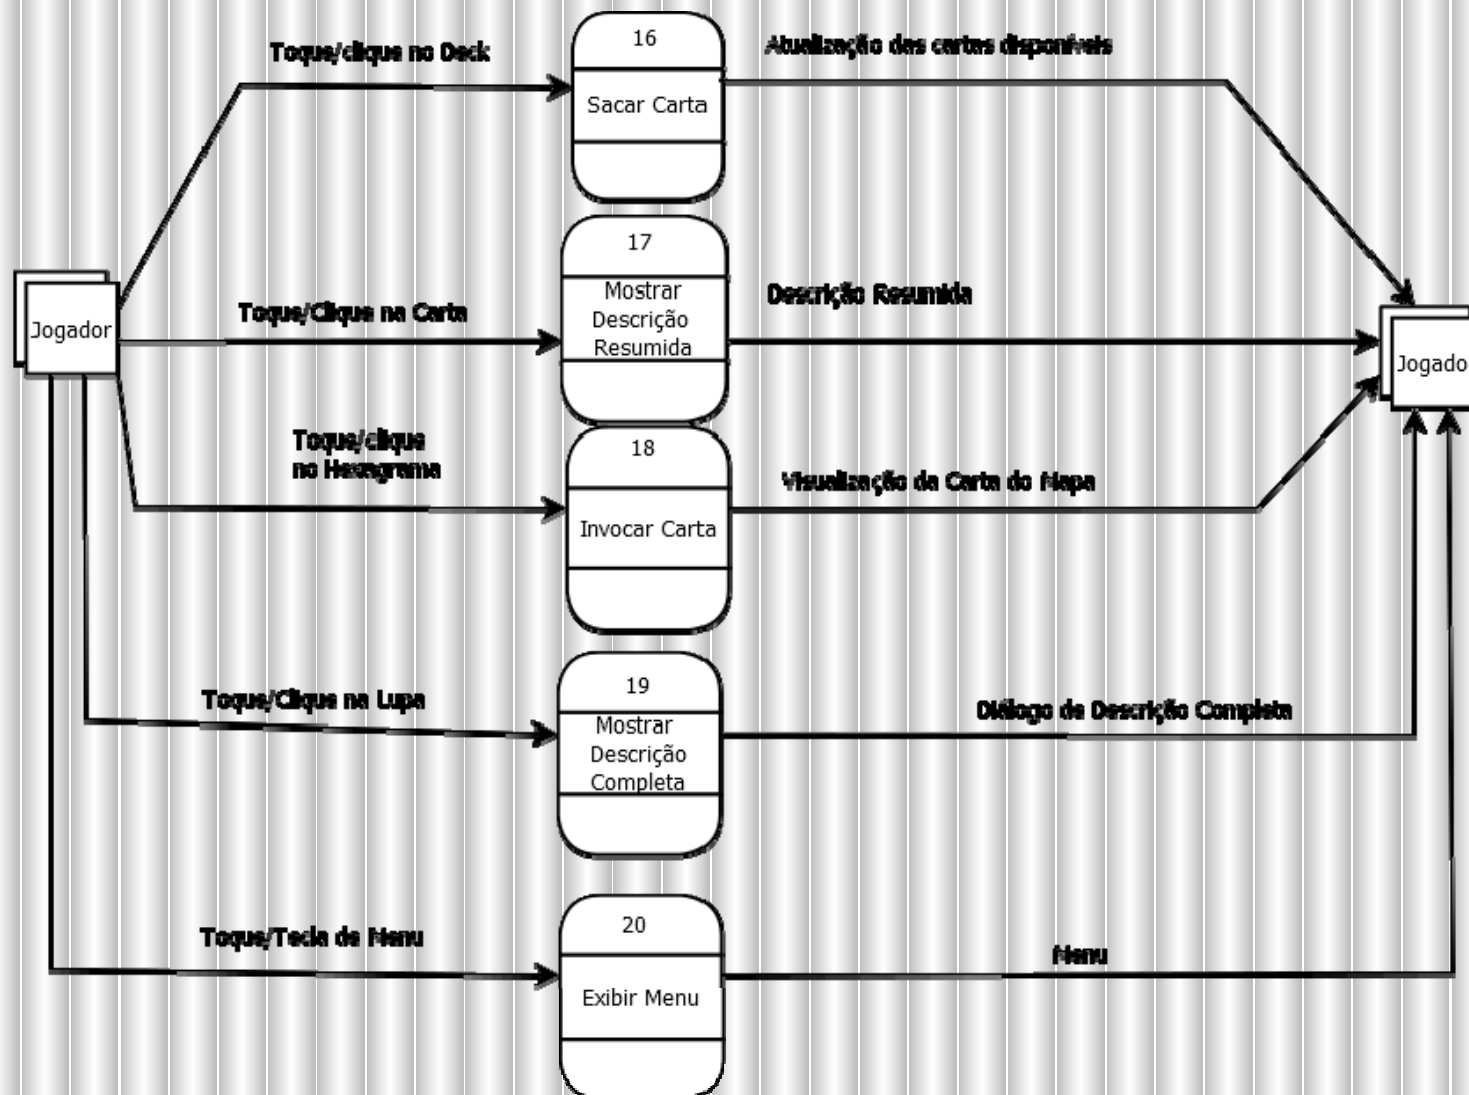 Toque/clique no Deck
16
Sacar Carta
Atualização das cartas disponíveis
17
Mostrar
Descrição
Resumida
Descrição Resumida
Jogador
Toque/Clique na Carta
Jogado
Toque/clique
no Hexagrama
18
Invocar Carta
Visualização da Carta do Mapa
Toque/Clique na Lupa
19
Mostrar
Descrição
Completa
Diálogo de Descrição Completa
Toque/Tecla de Menu
20
Exibir Menu
Menu